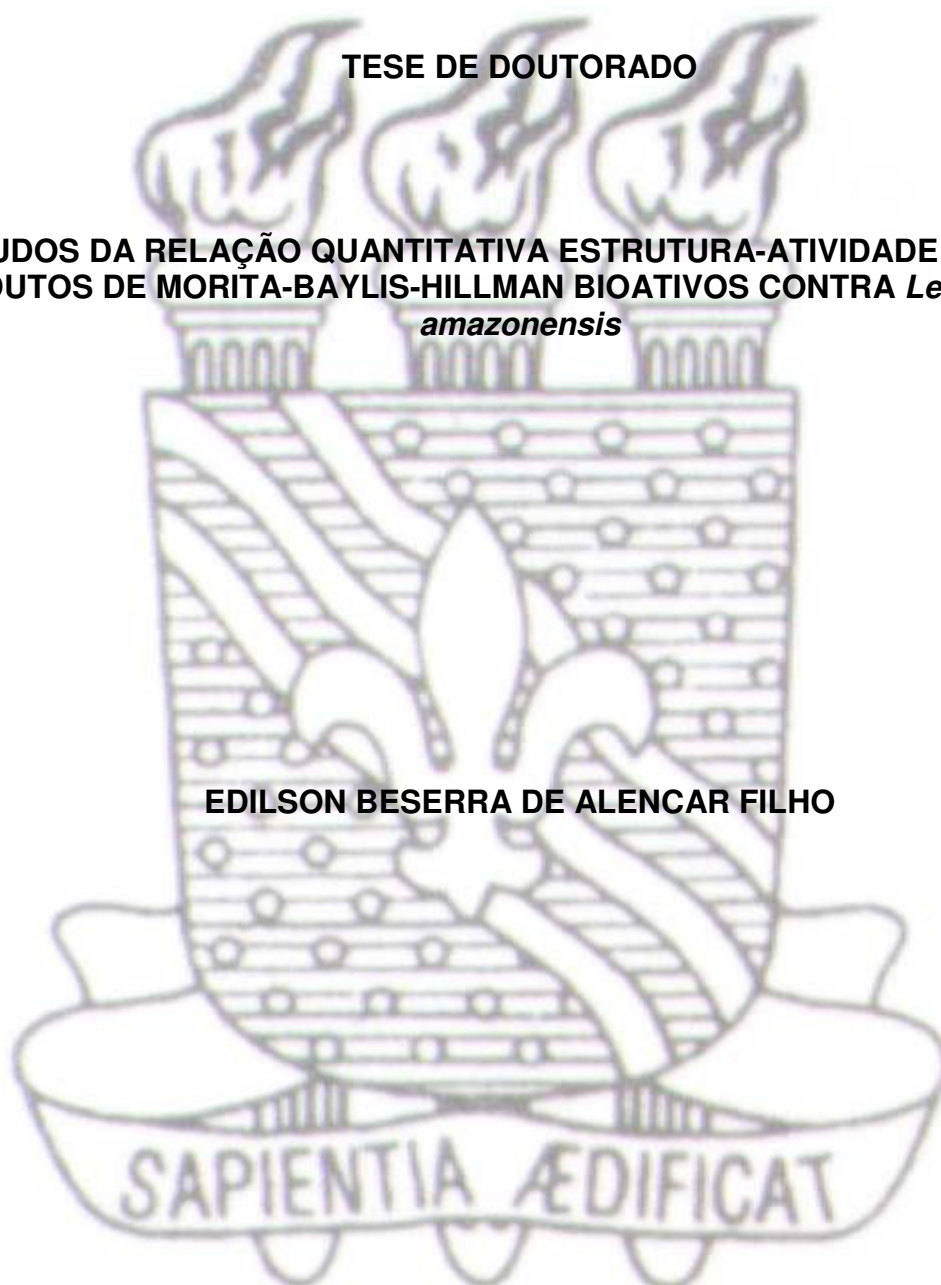 TESE DE DOUTORADO
UDOS DA RELAÇÃO QUANTITATIVA ESTRUTURA-ATIVIDADE
DUTOS DE MORITA-BAYLIS-HILLMAN BIOATIVOS CONTRA Le
amazonensis
EDILSON BESERRA DE ALENCAR FILHO
SAPIENTIA ÆDIFICAT